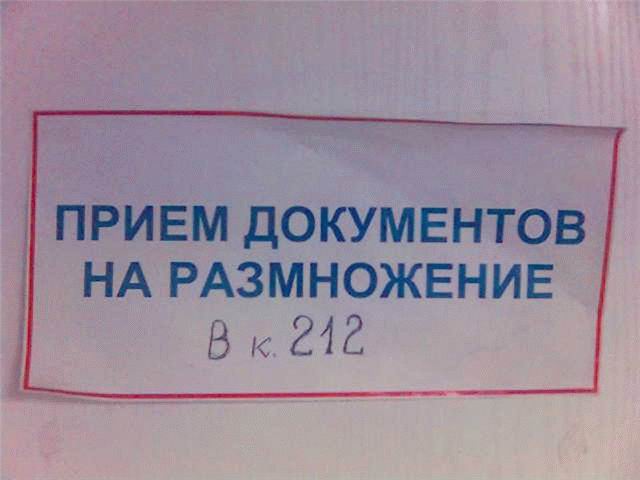 ПРИЕМ ДОКУМЕНТОВ
НА РАЗМНОЖЕНИЕ
В к. 212